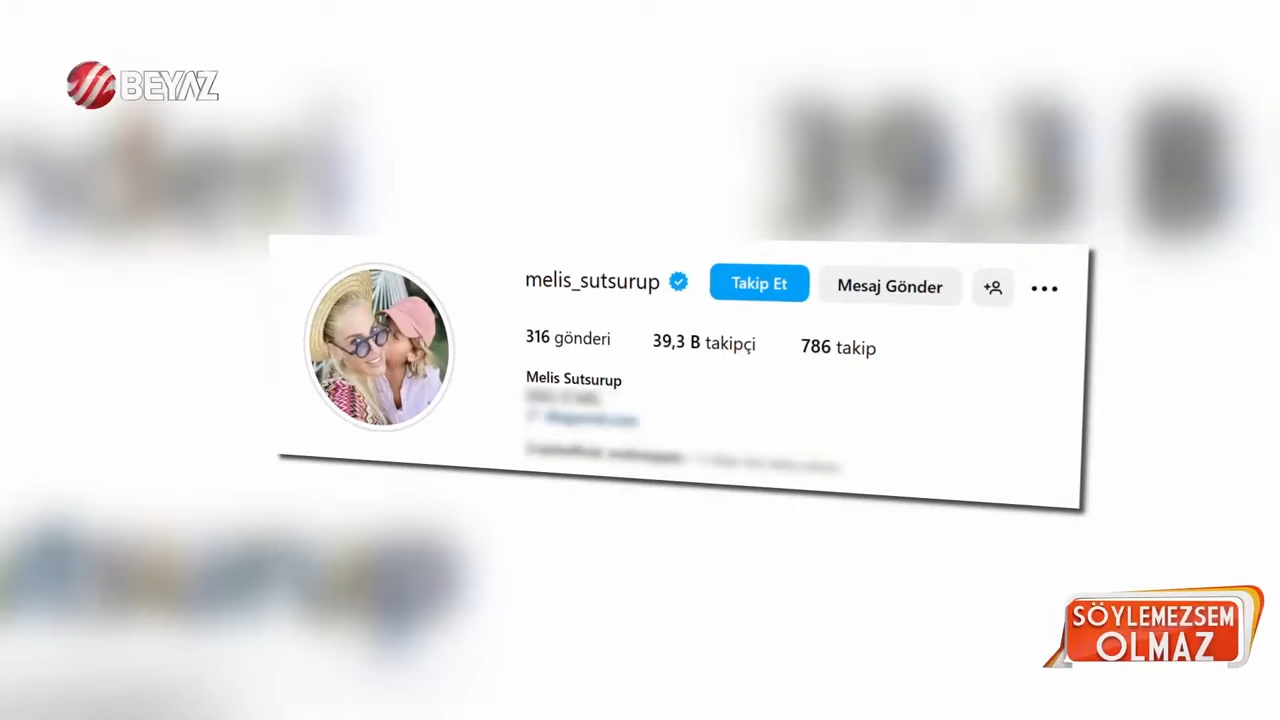 BEYAZ
melis_sutsurup Takip Et Mesaj Gönder
316 gönderi 39,3 B takipçi 786 takip
Melis Sutsurup
SÖYLEMEZSEM
OLMAZ